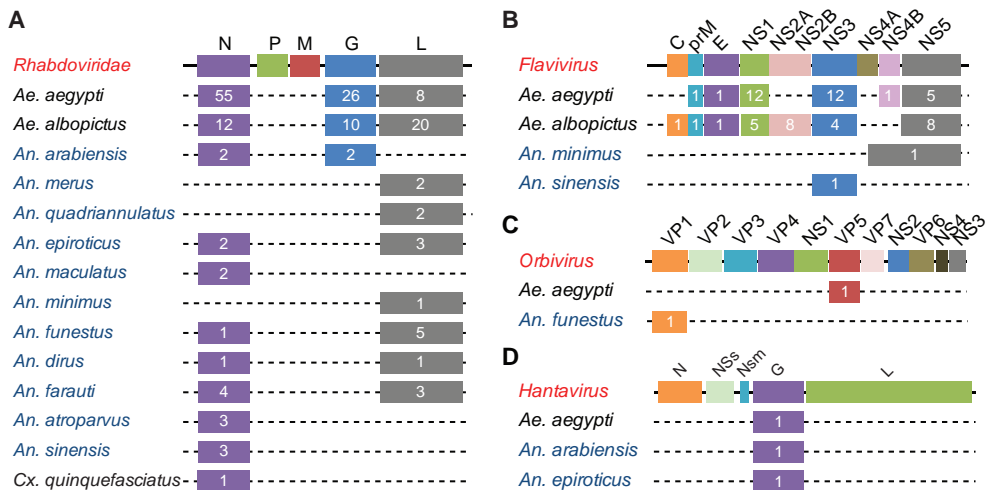 A
N P M G L
Rhabdoviridae
Ae. aegypti 55 26 8
Ae. albopictus 12 10 20
An. arabiensis 2 2
An. merus 2
An. quadriannulatus 2
An. epiroticus 2 3
An. maculatus 2
An. minimus 1
An. funestus 1 5
An. dirus 1 1
An. farauti 4 3
An. atroparvus 3
An. sinensis 3
Cx. quinquefasciatus 1
B
C prM E NS1 NS2A NS2B NS3 NS4A NS4B NS5
Flavivirus
Ae. aegypti 1 1 12 12 1 5
Ae. albopictus 1 1 1 5 8 4 8
An. minimus 1
An. sinensis 1
C
VP1 VP2 VP3 VP4 NS1 VP5 VP7 NS2 VP6 NS4 NS3
Orbivirus
Ae. aegypti 1
An. funestus 1
D
N NSs Nsm G L
Hantavirus
Ae. aegypti 1
An. arabiensis 1
An. epiroticus 1